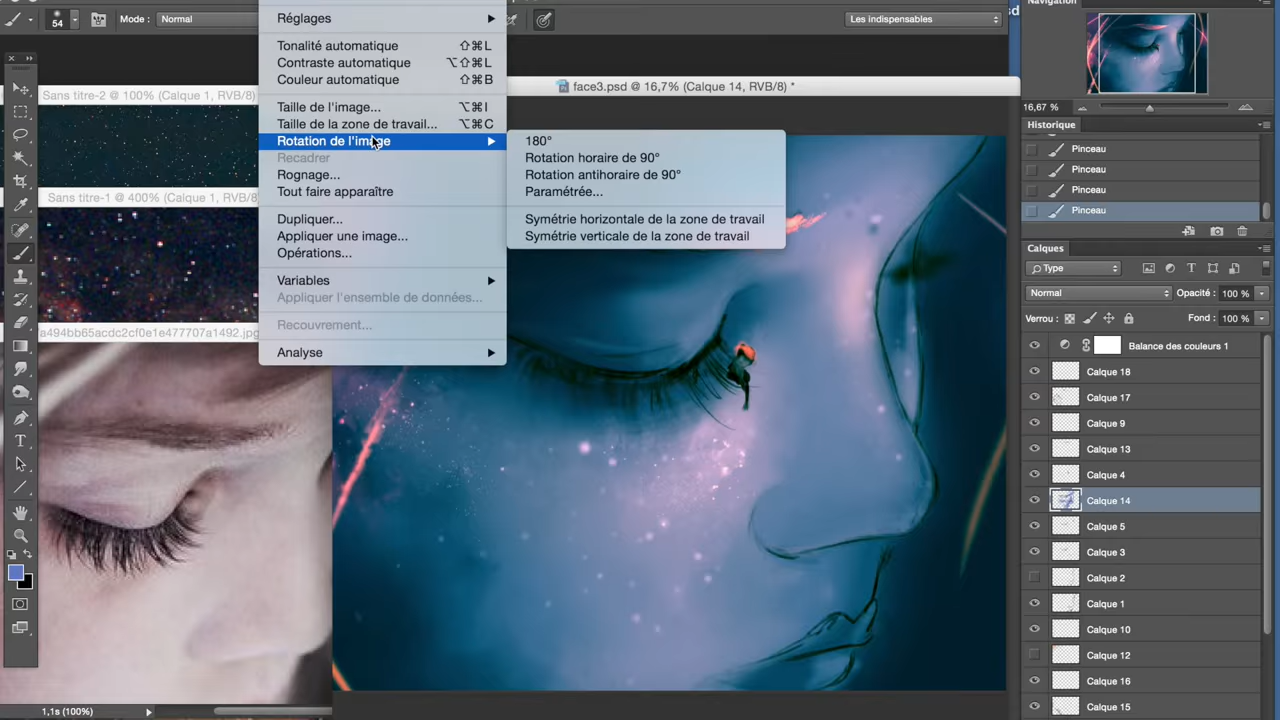 54
Mode :
Normal
Les indispensables
Réglages
Tonalité automatique ⇧⌘L
Contraste automatique ⌥⇧⌘L
Couleur automatique ⇧⌘B
Taille de l'image... ⌥⌘I
Taille de la zone de travail... ⌥⌘C
Rotation de l'image
Recadrer
Rognage...
Tout faire apparaître
Dupliquer...
Appliquer une image...
Opérations...
Variables
Appliquer l'ensemble de données...
Recouvrement...
Analyse
180°
Rotation horaire de 90°
Rotation antihoraire de 90°
Paramétrée...
Symétrie horizontale de la zone de travail
Symétrie verticale de la zone de travail
Sans titre-2 @ 100% (Calque 1, RVB/8)
Sans titre-1 @ 400% (Calque 1, RVB/8)
a494bb65acdc2cf0e1e477707a1492.jpg
face3.psd @ 16,7% (Calque 14, RVB/8) *
1,1s (100%)
Navigation
16,67 %
Historique
Pinceau
Pinceau
Pinceau
Pinceau
Calques
Type
Normal
Opacité : 100 %
Verrou :
Fond : 100 %
Balance des couleurs 1
Calque 18
Calque 17
Calque 9
Calque 13
Calque 4
Calque 14
Calque 5
Calque 3
Calque 2
Calque 1
Calque 10
Calque 12
Calque 16
Calque 15